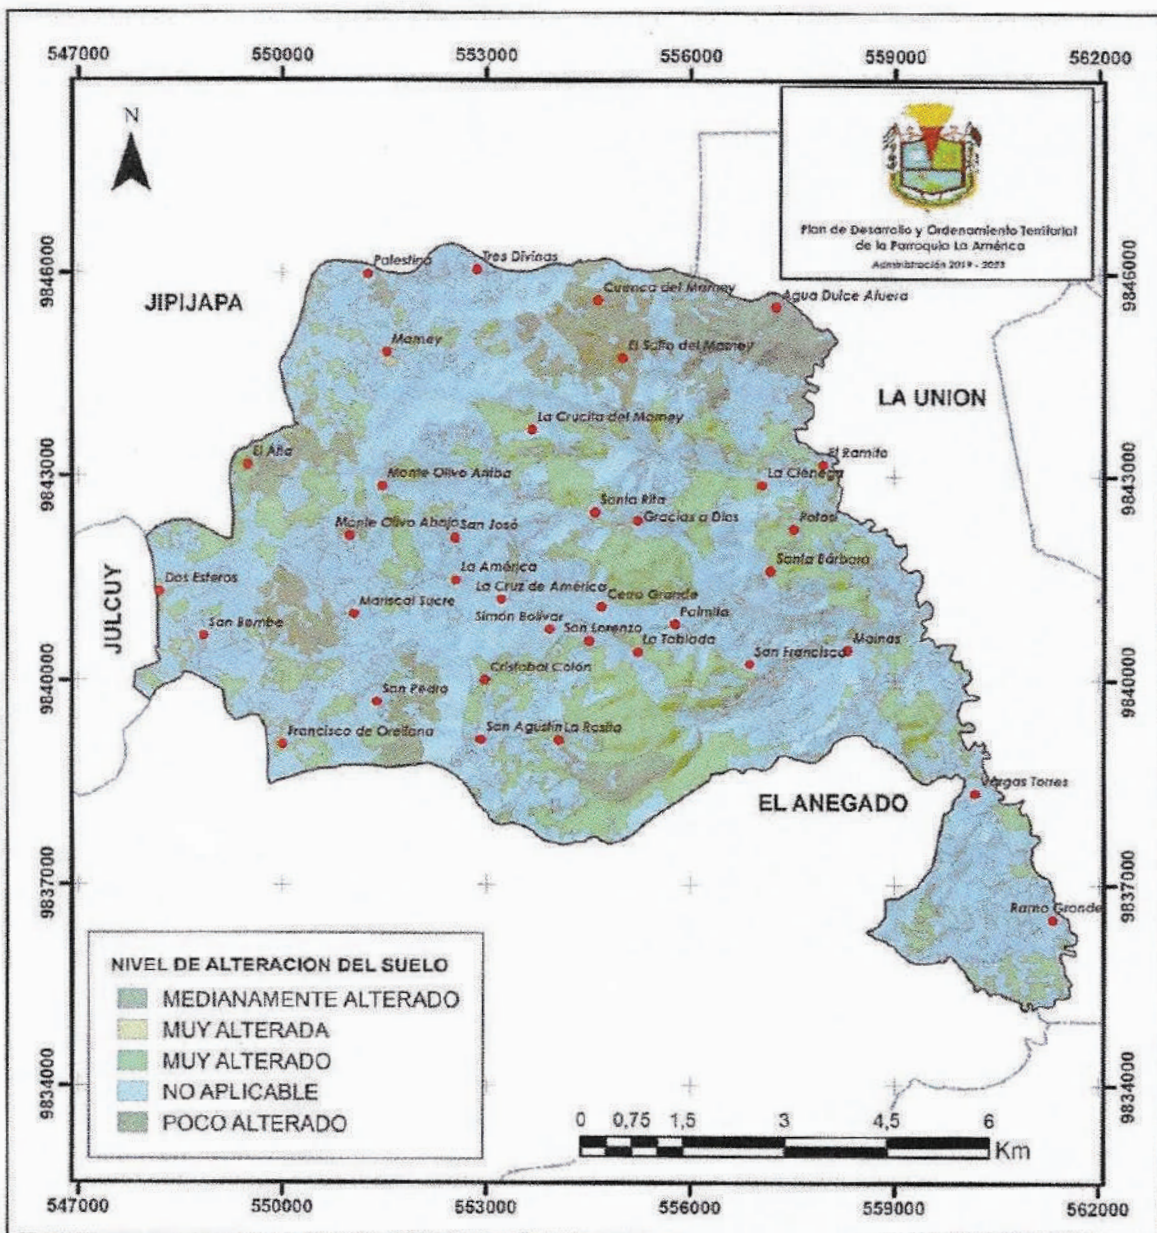 547000 550000 553000 556000 559000 562000
N
Plan de Desarrollo y Ordenamiento Territorial
de la Parroquia La América
Administración 2019 - 2023
9846000 9846000
JIPIJAPA
Palestina
Tres Divinas
Cuenca del Mamey
Agua Dulce Afuera
Mamey
El Salto del Mamey
LA UNION
La Crucita del Mamey
9843000 9843000
El Ramito
Monte Olivo Arriba
La Ciénega
Santa Rita
Gracias a Dios
Monte Olivo Abajo
San José
JULCUY
Dos Esteros
La América
Santa Bárbara
La Cruz de América
Cerro Grande
Mariscal Sucre
San Bembe
Simón Bolívar
San Lorenzo
Palmita
La Tablada
San Francisco
Mainas
9840000 9840000
Cristobal Colón
San Pedro
Francisco de Orellana
San Agustín
La Rosita
Vargas Torres
EL ANEGADO
9837000 9837000
Ramo Grande
NIVEL DE ALTERACION DEL SUELO
MEDIANAMENTE ALTERADO
MUY ALTERADA
MUY ALTERADO
NO APLICABLE
POCO ALTERADO
9834000 9834000
0 0,75 1,5 3 4,5 6
Km
547000 550000 553000 556000 559000 562000